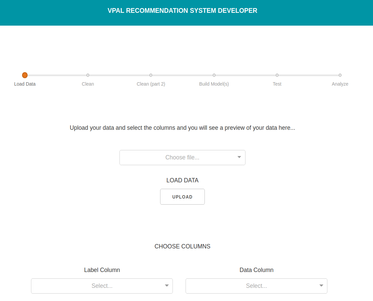 VPAL RECOMMENDATION SYSTEM DEVELOPER
Load Data Clean Clean (part 2) Build Model(s) Test Analyze
Upload your data and select the columns and you will see a preview of your data here...
Choose file...
LOAD DATA
UPLOAD
CHOOSE COLUMNS
Label Column Data Column
Select... Select...